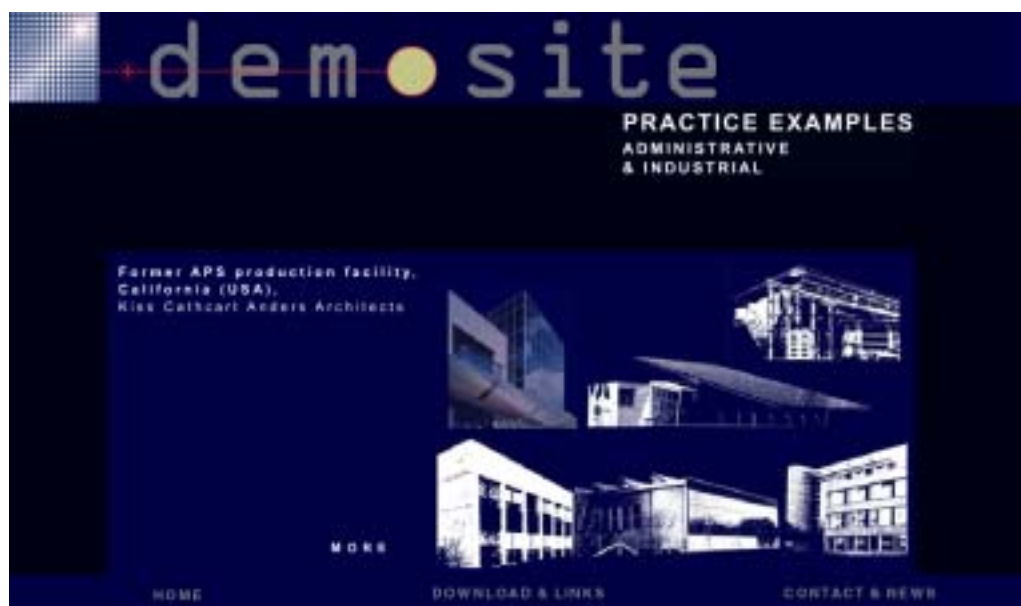 demosite
PRACTICE EXAMPLES
ADMINISTRATIVE
& INDUSTRIAL
Former APS production facility,
California (USA),
Kiss Cathcart Anders Architects
MORE
HOME
DOWNLOAD & LINKS
CONTACT & NEWS